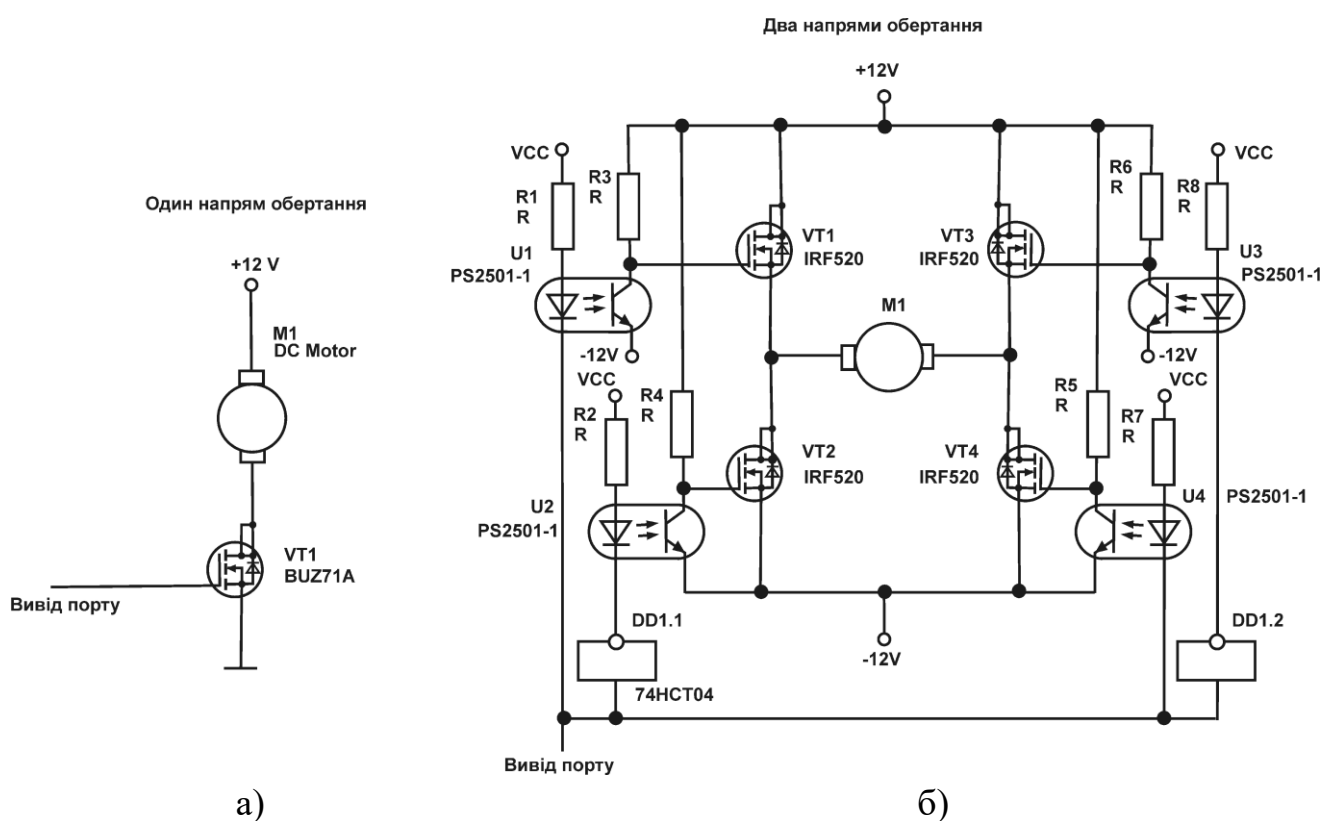 Один напрям обертання
+12 V
M1
DC Motor
VT1
BUZ71A
Вивід порту
а)
Два напрями обертання
+12V
VCC
R1
R
R3
R
U1
PS2501-1
-12V
VT1
IRF520
VT3
IRF520
R6
R
R8
R
VCC
U3
PS2501-1
-12V
M1
VCC
R2
R
R4
R
U2
PS2501-1
VT2
IRF520
VT4
IRF520
R5
R
VCC
R7
R
U4
PS2501-1
DD1.1
74HCT04
-12V
DD1.2
Вивід порту
б)